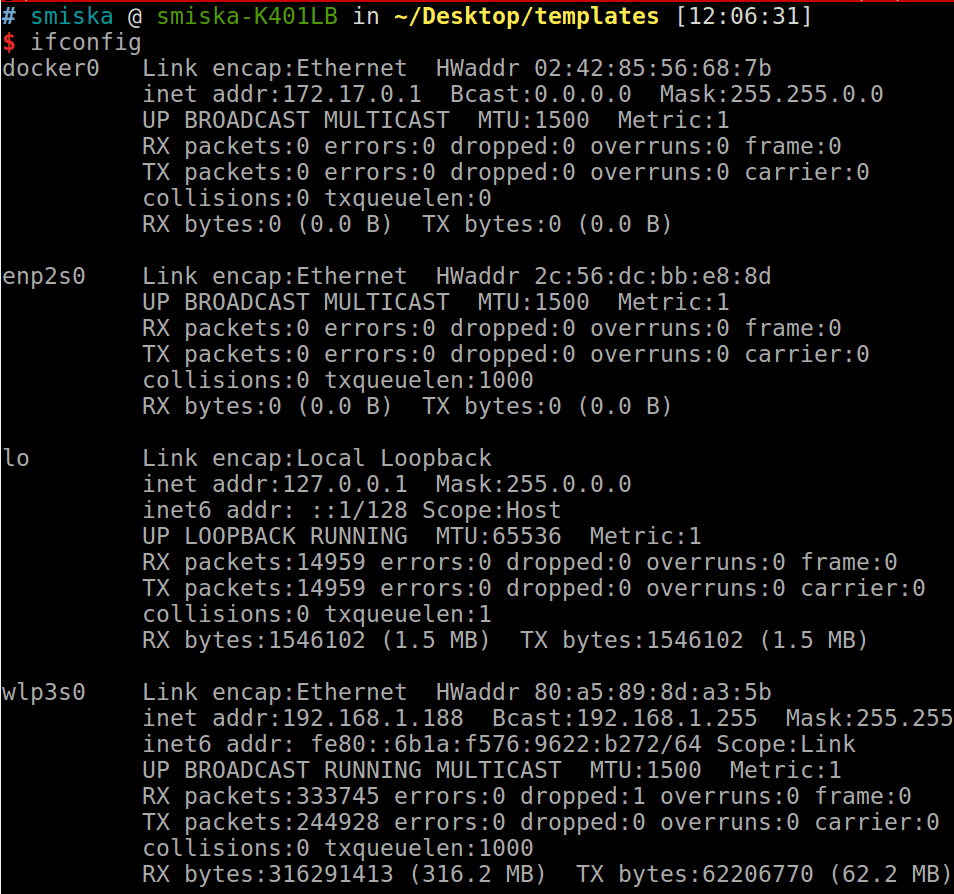 # smiska @ smiska-K401LB in ~/Desktop/templates [12:06:31]
$ ifconfig
docker0   Link encap:Ethernet  HWaddr 02:42:85:56:68:7b
          inet addr:172.17.0.1  Bcast:0.0.0.0  Mask:255.255.0.0
          UP BROADCAST MULTICAST  MTU:1500  Metric:1
          RX packets:0 errors:0 dropped:0 overruns:0 frame:0
          TX packets:0 errors:0 dropped:0 overruns:0 carrier:0
          collisions:0 txqueuelen:0
          RX bytes:0 (0.0 B)  TX bytes:0 (0.0 B)

enp2s0    Link encap:Ethernet  HWaddr 2c:56:dc:bb:e8:8d
          UP BROADCAST MULTICAST  MTU:1500  Metric:1
          RX packets:0 errors:0 dropped:0 overruns:0 frame:0
          TX packets:0 errors:0 dropped:0 overruns:0 carrier:0
          collisions:0 txqueuelen:1000
          RX bytes:0 (0.0 B)  TX bytes:0 (0.0 B)

lo        Link encap:Local Loopback
          inet addr:127.0.0.1  Mask:255.0.0.0
          inet6 addr: ::1/128 Scope:Host
          UP LOOPBACK RUNNING  MTU:65536  Metric:1
          RX packets:14959 errors:0 dropped:0 overruns:0 frame:0
          TX packets:14959 errors:0 dropped:0 overruns:0 carrier:0
          collisions:0 txqueuelen:1
          RX bytes:1546102 (1.5 MB)  TX bytes:1546102 (1.5 MB)

wlp3s0    Link encap:Ethernet  HWaddr 80:a5:89:8d:a3:5b
          inet addr:192.168.1.188  Bcast:192.168.1.255  Mask:255.255
          inet6 addr: fe80::6b1a:f576:9622:b272/64 Scope:Link
          UP BROADCAST RUNNING MULTICAST  MTU:1500  Metric:1
          RX packets:333745 errors:0 dropped:1 overruns:0 frame:0
          TX packets:244928 errors:0 dropped:0 overruns:0 carrier:0
          collisions:0 txqueuelen:1000
          RX bytes:316291413 (316.2 MB)  TX bytes:62206770 (62.2 MB)